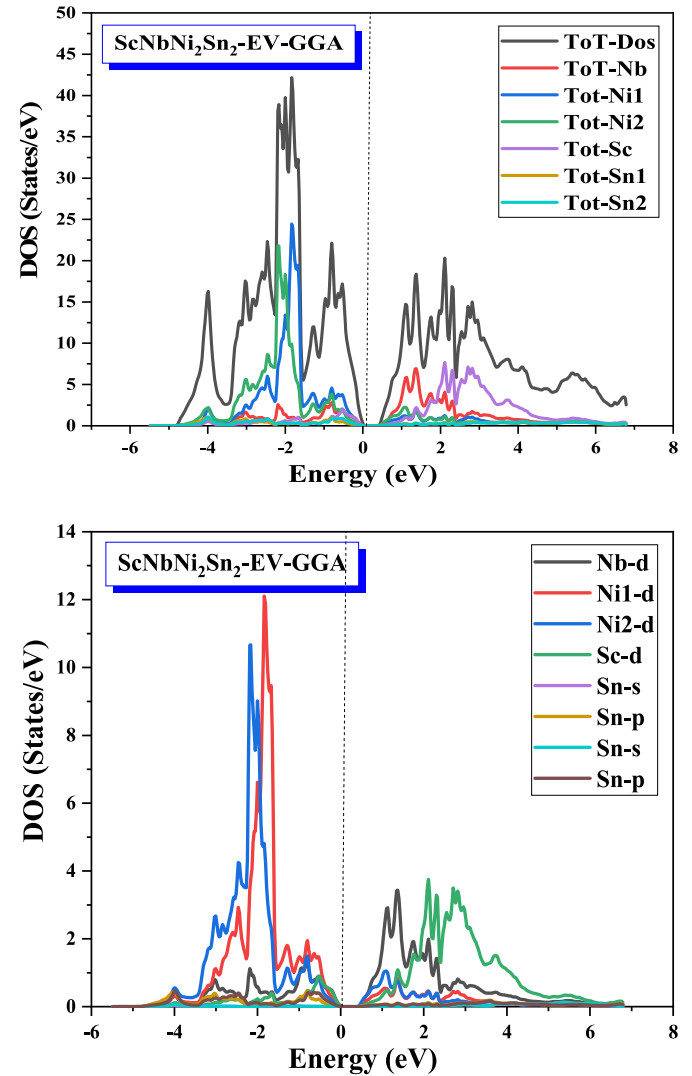 ScNbNi₂Sn₂-EV-GGA
ToT-Dos
ToT-Nb
Tot-Ni1
Tot-Ni2
Tot-Sc
Tot-Sn1
Tot-Sn2
DOS (States/eV)
50
45
40
35
30
25
20
15
10
5
0
-6
-4
-2
0
2
4
6
8
Energy (eV)
ScNbNi₂Sn₂-EV-GGA
Nb-d
Ni1-d
Ni2-d
Sc-d
Sn-s
Sn-p
Sn-s
Sn-p
DOS (States/eV)
14
12
10
8
6
4
2
0
-6
-4
-2
0
2
4
6
8
Energy (eV)